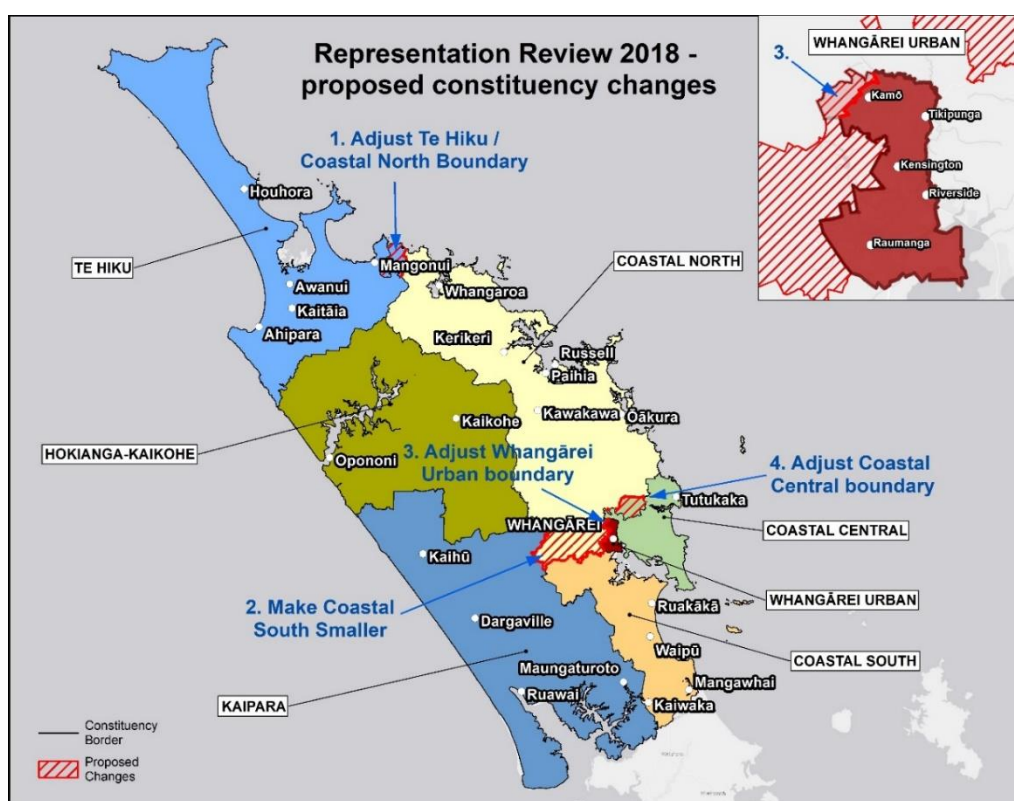 Representation Review 2018 -
proposed constituency changes
WHANGĀREI URBAN
3.
Kamō
Tikipunga
Kensington
Riverside
Raumanga
1. Adjust Te Hiku /
Coastal North Boundary
Houhora
TE HIKU
Mangonui
COASTAL NORTH
Awanui
Whangaroa
Kaitāia
Ahipara
Kerikeri
Russell
Paihia
Kawakawa
Ōākura
Kaikohe
HOKIANGA-KAIKOHE
Opononi
3. Adjust Whangārei
Urban boundary
4. Adjust Coastal
Central boundary
Tutukaka
WHANGĀREI
COASTAL CENTRAL
Kaihū
WHANGĀREI URBAN
2. Make Coastal
South Smaller
Ruakākā
Dargaville
Waipū
COASTAL SOUTH
Maungaturoto
Mangawhai
Ruawai
Kaiwaka
KAIPARA
Constituency
Border
Proposed
Changes